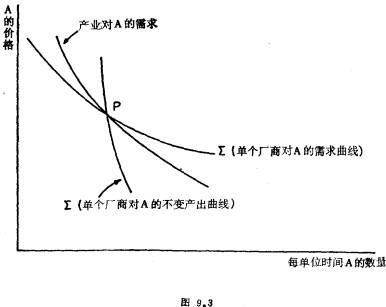 A的价格
产业对A的需求
P
Σ（单个厂商对A的需求曲线）
Σ（单个厂商对A的不变产出曲线）
每单位时间A的数量
图 9.3